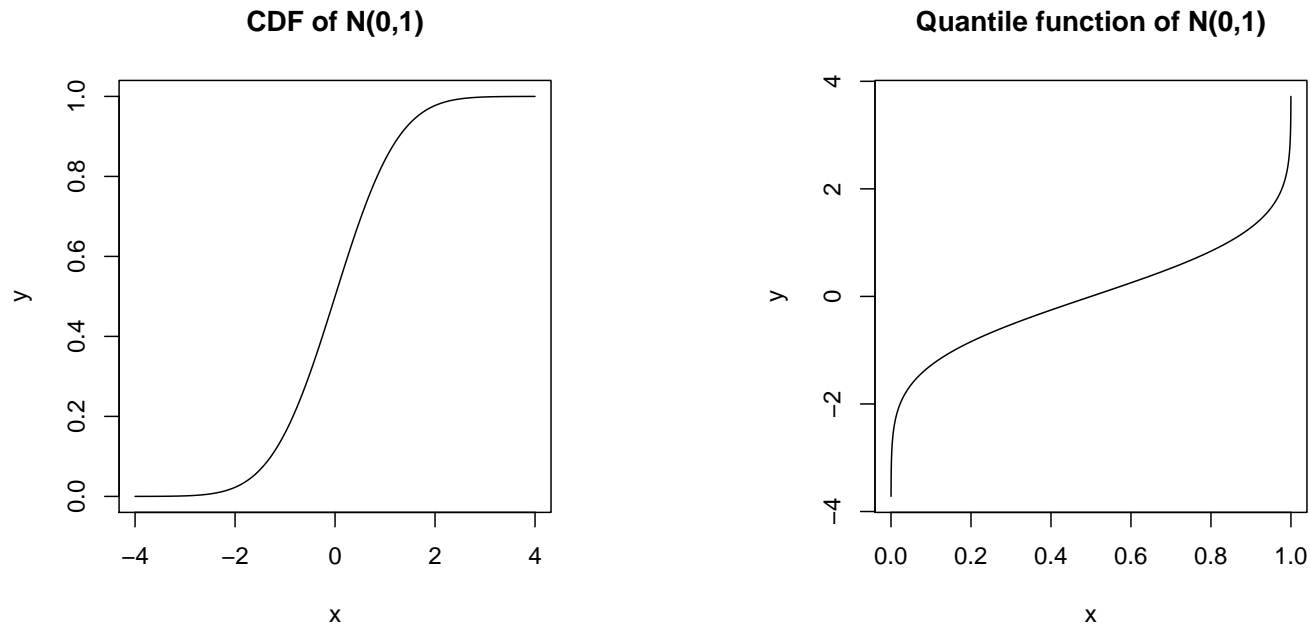 CDF of N(0,1)
1.0
0.8
0.6
0.4
0.2
0.0
y
−4 −2 0 2 4
x
Quantile function of N(0,1)
4
2
0
−2
−4
y
0.0 0.2 0.4 0.6 0.8 1.0
x